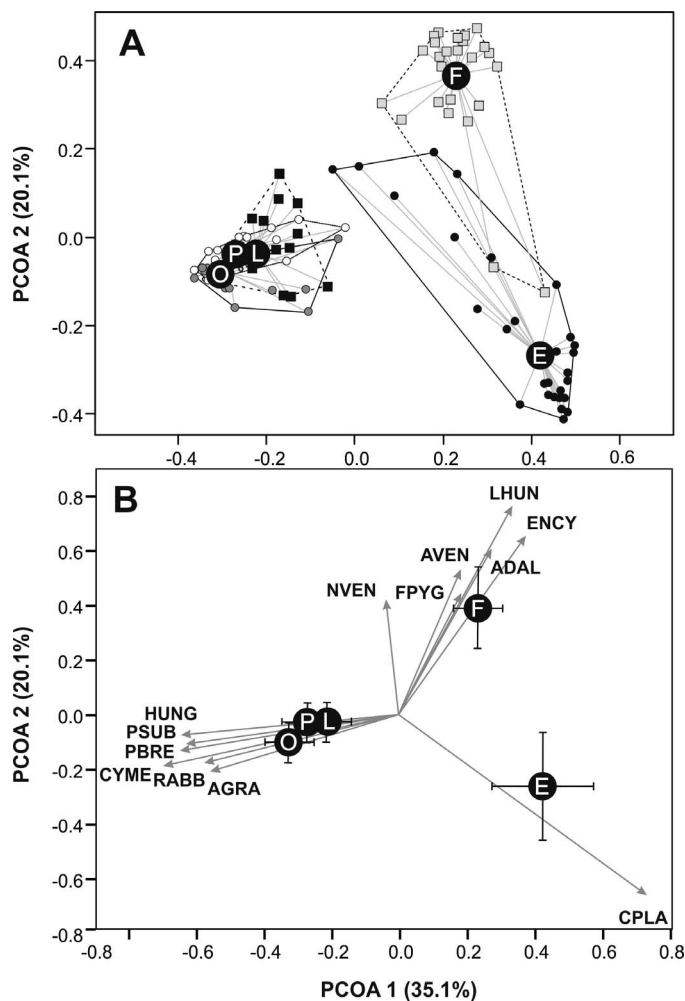 A
PCOA 2 (20.1%)
0.4
0.2
0.0
-0.2
-0.4
F
P L
O
E
-0.4 -0.2 0.0 0.2 0.4 0.6
B
PCOA 2 (20.1%)
0.8
0.6
0.4
0.2
0.0
-0.2
-0.4
-0.6
-0.8
LHUN
ENCY
AVEN
ADAL
NVEN
FPYG
F
HUNG
P L
PSUB
O
PBRE
CYME
RABB
AGRA
E
CPLA
-0.8 -0.6 -0.4 -0.2 0.0 0.2 0.4 0.6 0.8
PCOA 1 (35.1%)